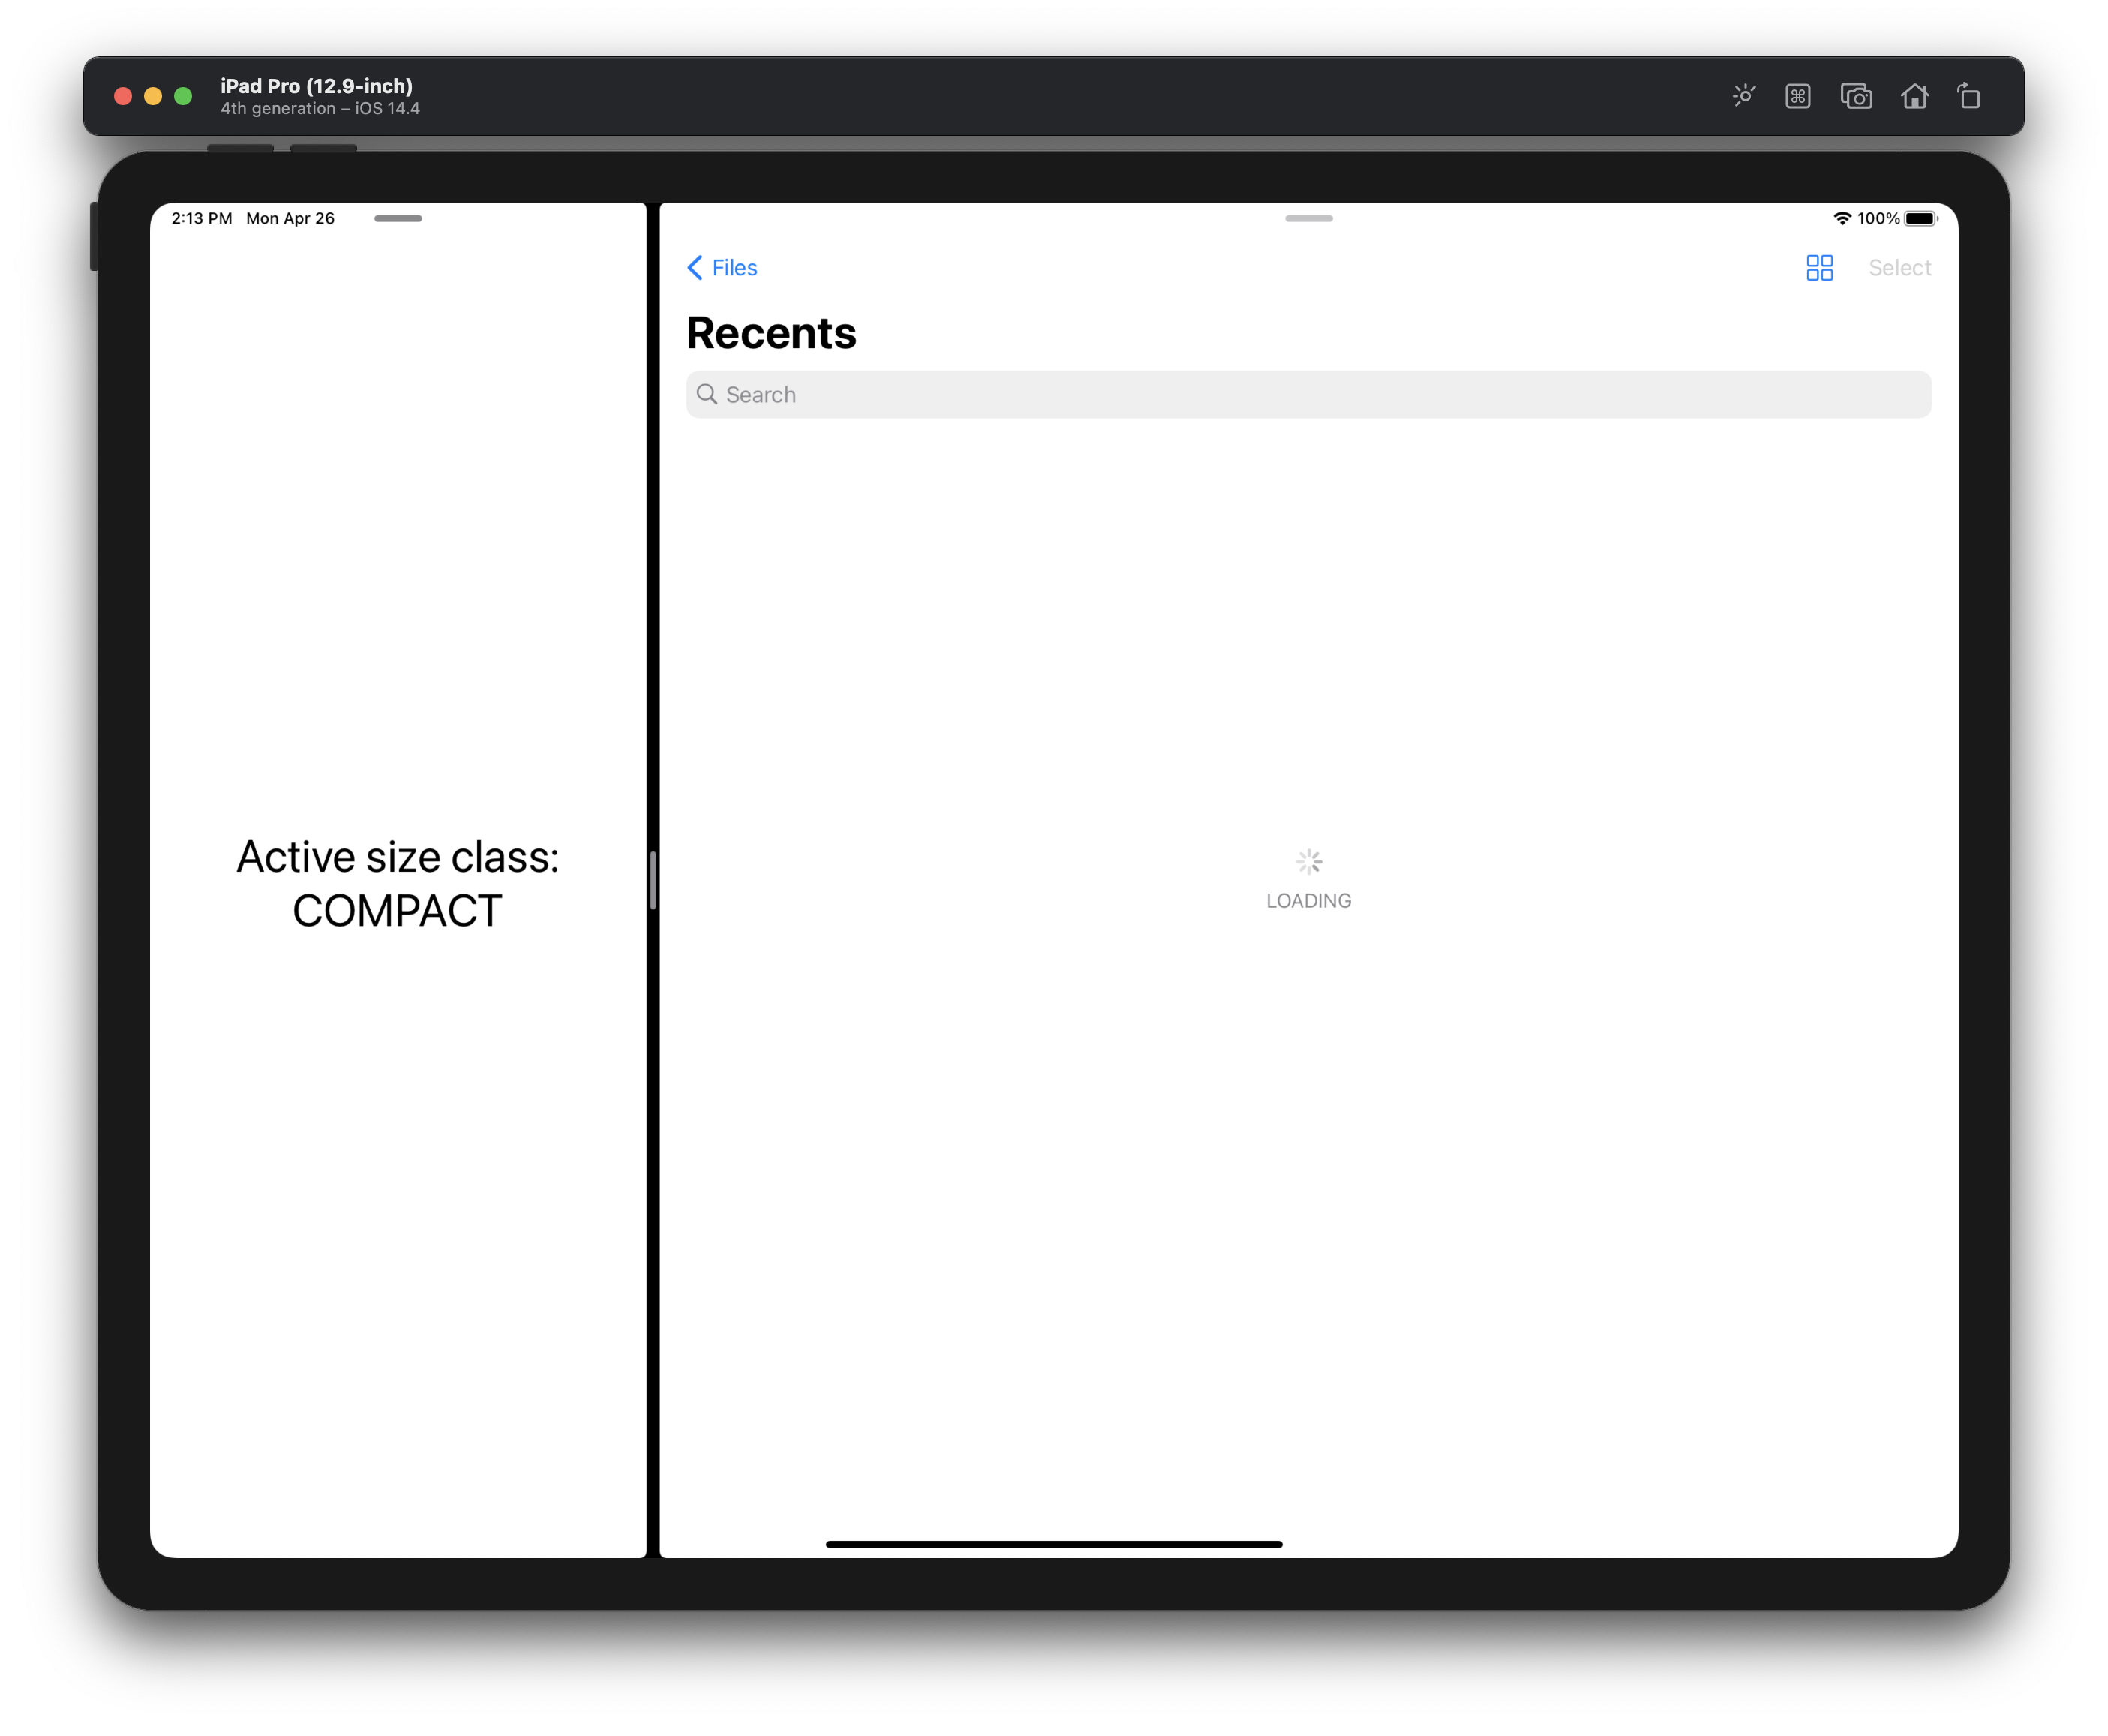 iPad Pro (12.9-inch)
4th generation – iOS 14.4
2:13 PM Mon Apr 26
100%
Files
Select
Recents
Search
Active size class:
COMPACT
LOADING